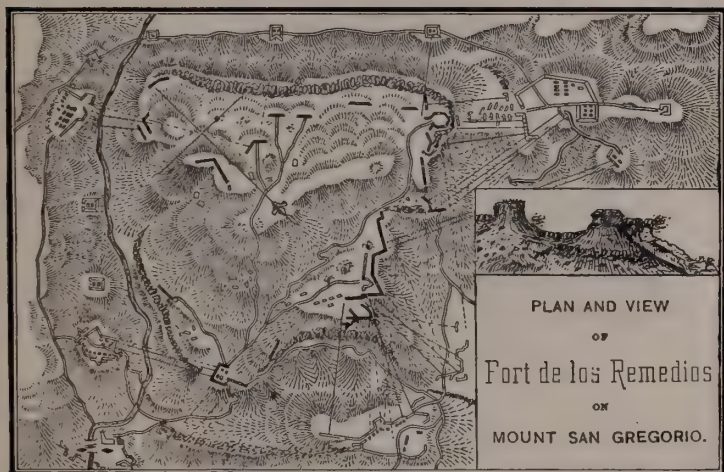 PLAN AND VIEW
OF
Fort de los Remedios
ON
MOUNT SAN GREGORIO.